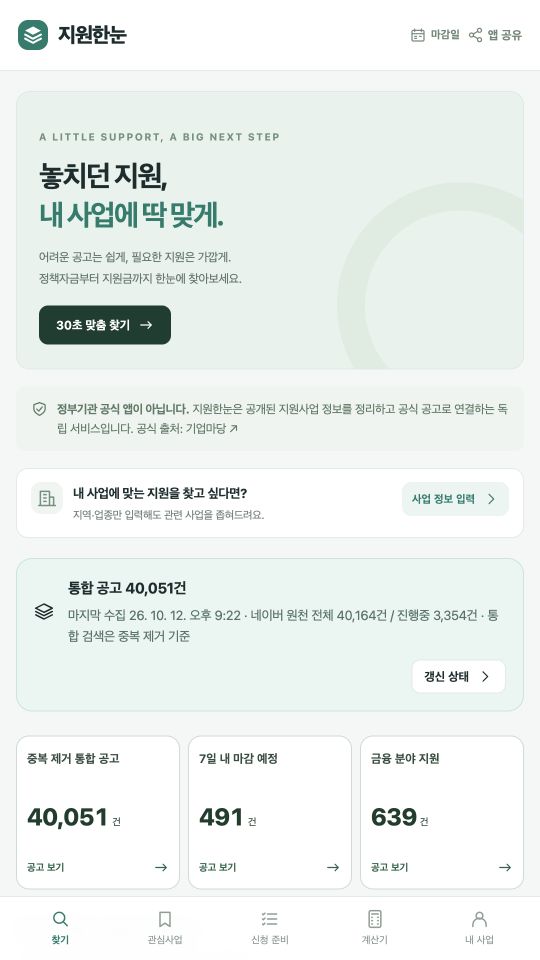 지원한눈
마감일 앱 공유
A LITTLE SUPPORT, A BIG NEXT STEP
놓치던 지원,
내 사업에 딱 맞게.
어려운 공고는 쉽게, 필요한 지원은 가깝게.
정책자금부터 지원금까지 한눈에 찾아보세요.
30초 맞춤 찾기 →
정부기관 공식 앱이 아닙니다. 지원한눈은 공개된 지원사업 정보를 정리하고 공식 공고로 연결하는 독
립 서비스입니다. 공식 출처: 기업마당 ↗
내 사업에 맞는 지원을 찾고 싶다면?
지역·업종만 입력해도 관련 사업을 좁혀드려요.
사업 정보 입력
통합 공고 40,051건
마지막 수집 26. 10. 12. 오후 9:22 · 네이버 원천 전체 40,164건 / 진행중 3,354건 · 통
합 검색은 중복 제거 기준
갱신 상태
중복 제거 통합 공고
40,051 건
공고 보기 →
7일 내 마감 예정
491 건
공고 보기 →
금융 분야 지원
639 건
공고 보기 →
찾기
관심사업
신청 준비
계산기
내 사업